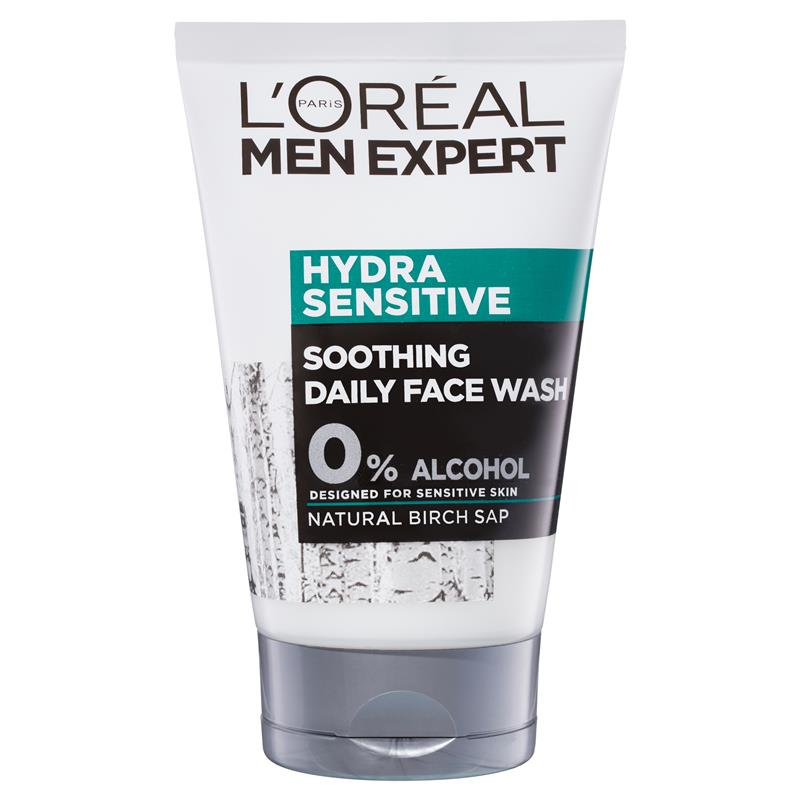 L'ORÉAL
PARIS
MEN EXPERT
HYDRA
SENSITIVE
SOOTHING
DAILY FACE WASH
0% ALCOHOL
DESIGNED FOR SENSITIVE SKIN
NATURAL BIRCH SAP